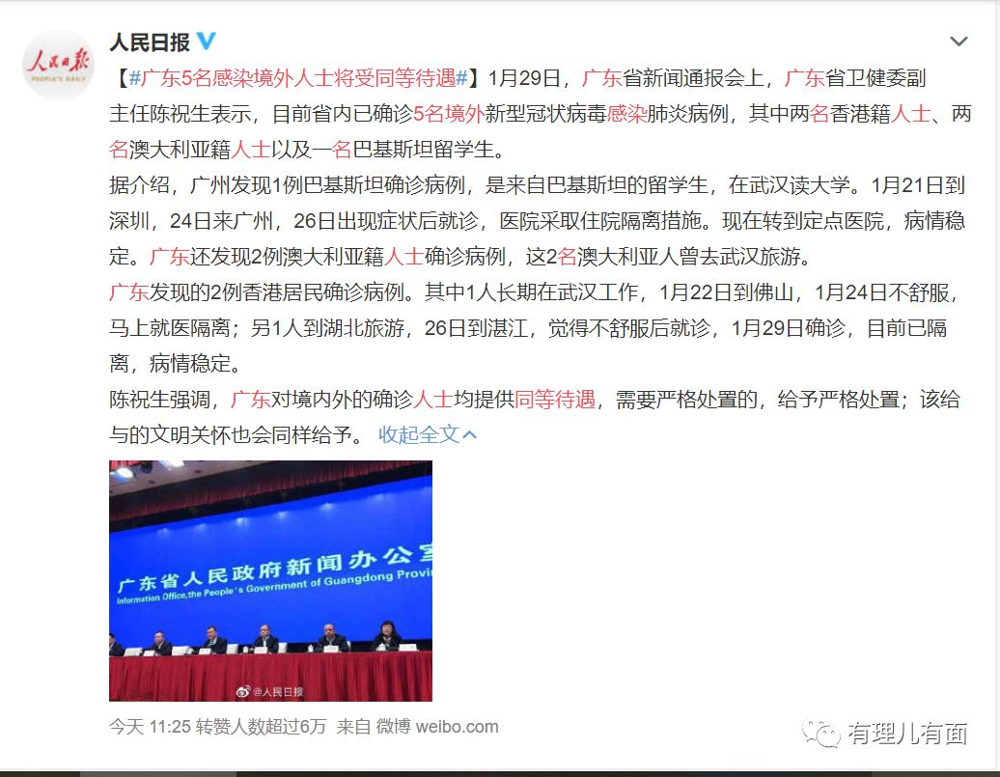 人民日报
PEOPLE'S DAILY
人民日报
【#广东5名感染境外人士将受同等待遇#】1月29日，广东省新闻通报会上，广东省卫健委副
主任陈祝生表示，目前省内已确诊5名境外新型冠状病毒感染肺炎病例，其中两名香港籍人士、两
名澳大利亚籍人士以及一名巴基斯坦留学生。
据介绍，广州发现1例巴基斯坦确诊病例，是来自巴基斯坦的留学生，在武汉读大学。1月21日到
深圳，24日来广州，26日出现症状后就诊，医院采取住院隔离措施。现在转到定点医院，病情稳
定。广东还发现2例澳大利亚籍人士确诊病例，这2名澳大利亚人曾去武汉旅游。
广东发现的2例香港居民确诊病例。其中1人长期在武汉工作，1月22日到佛山，1月24日不舒服，
马上就医隔离；另1人到湖北旅游，26日到湛江，觉得不舒服后就诊，1月29日确诊，目前已隔
离，病情稳定。
陈祝生强调，广东对境内外的确诊人士均提供同等待遇，需要严格处置的，给予严格处置；该给
与的文明关怀也会同样给予。 收起全文
广东省人民政府新闻办公室
Information Office,the People's Government of Guangdong Provi
@人民日报
今天 11:25 转赞人数超过6万 来自 微博 weibo.com
有理儿有面